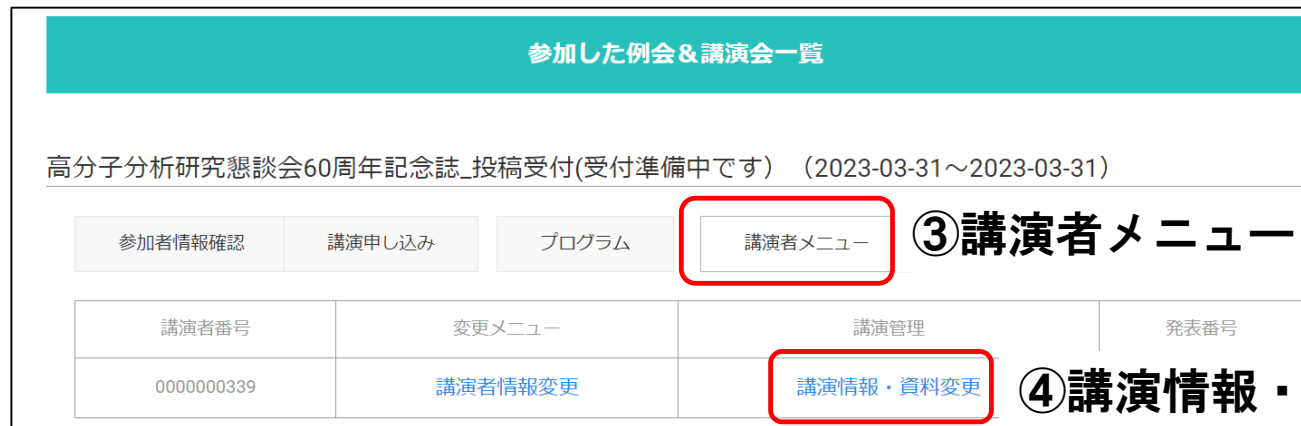 参加した例会&講演会一覧
高分子分析研究懇談会60周年記念誌_投稿受付(受付準備中です）（2023-03-31～2023-03-31）
参加者情報確認 講演申し込み プログラム 講演者メニュー ③講演者メニュー
講演者番号 変更メニュー 講演管理 発表番号
0000000339 講演者情報変更 講演情報・資料変更 ④講演情報・